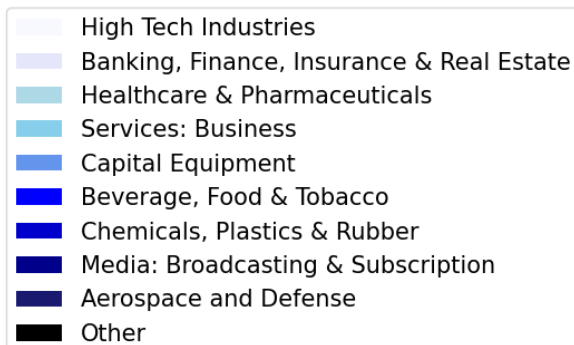 High Tech Industries
Banking, Finance, Insurance & Real Estate
Healthcare & Pharmaceuticals
Services: Business
Capital Equipment
Beverage, Food & Tobacco
Chemicals, Plastics & Rubber
Media: Broadcasting & Subscription
Aerospace and Defense
Other